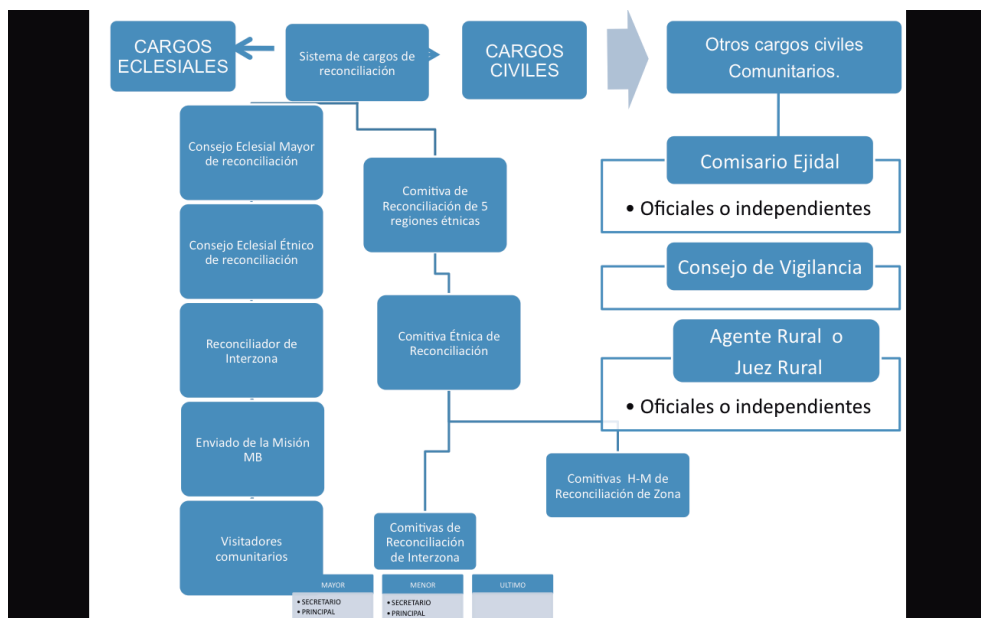 CARGOS
ECLESIALES
Sistema de cargos de
reconciliación
CARGOS
CIVILES
Otros cargos civiles
Comunitarios.
Consejo Eclesial Mayor
de reconciliación
Consejo Eclesial Étnico
de reconciliación
Reconciliador de
Interzona
Enviado de la Misión
MB
Visitadores
comunitarios
Comitiva de
Reconciliación de 5
regiones étnicas
Comitiva Étnica de
Reconciliación
Comitivas de
Reconciliación
de Interzona
Comitivas H-M de
Reconciliación de Zona
Comisario Ejidal
• Oficiales o independientes
Consejo de Vigilancia
Agente Rural o
Juez Rural
• Oficiales o independientes
MAYOR
• SECRETARIO
• PRINCIPAL
MENOR
• SECRETARIO
• PRINCIPAL
ULTIMO